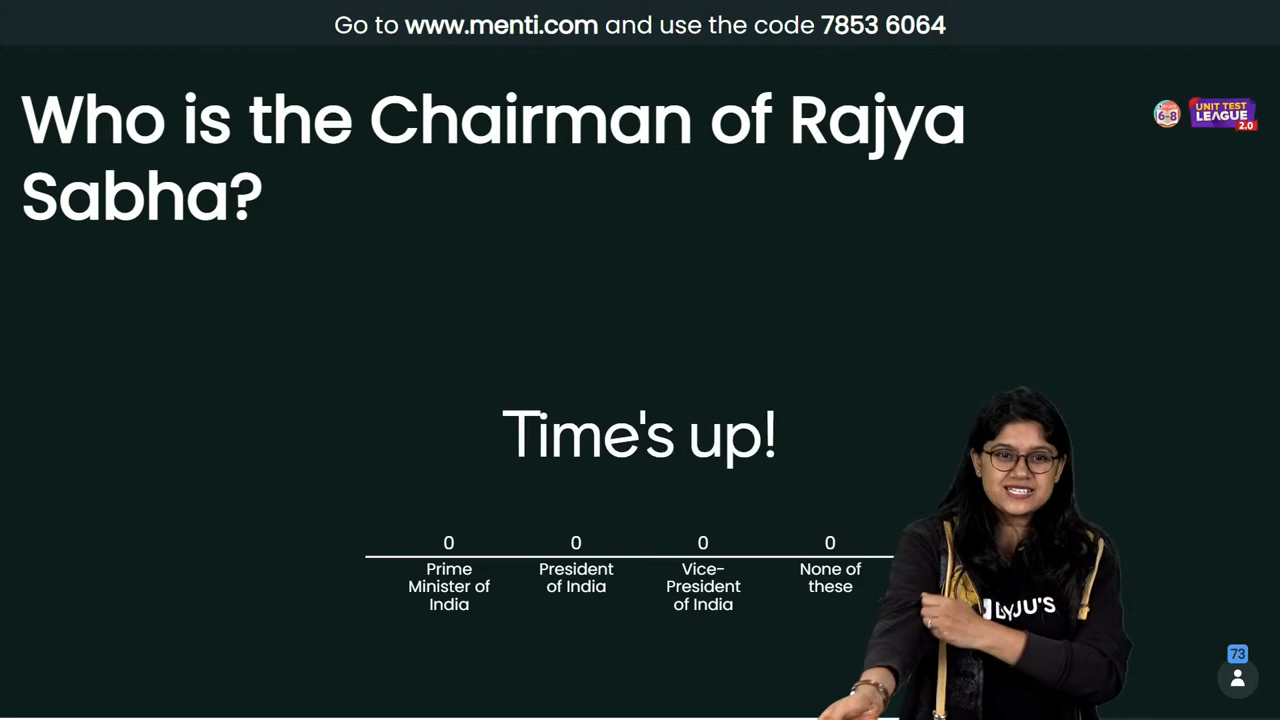 Go to www.menti.com and use the code 7853 6064
Who is the Chairman of Rajya
Sabha?
6-8
UNIT TEST
LEAGUE
2.0
Time's up!
0 0 0 0
Prime
Minister of
India
President
of India
Vice-
President
of India
None of
these
BYJU'S
73